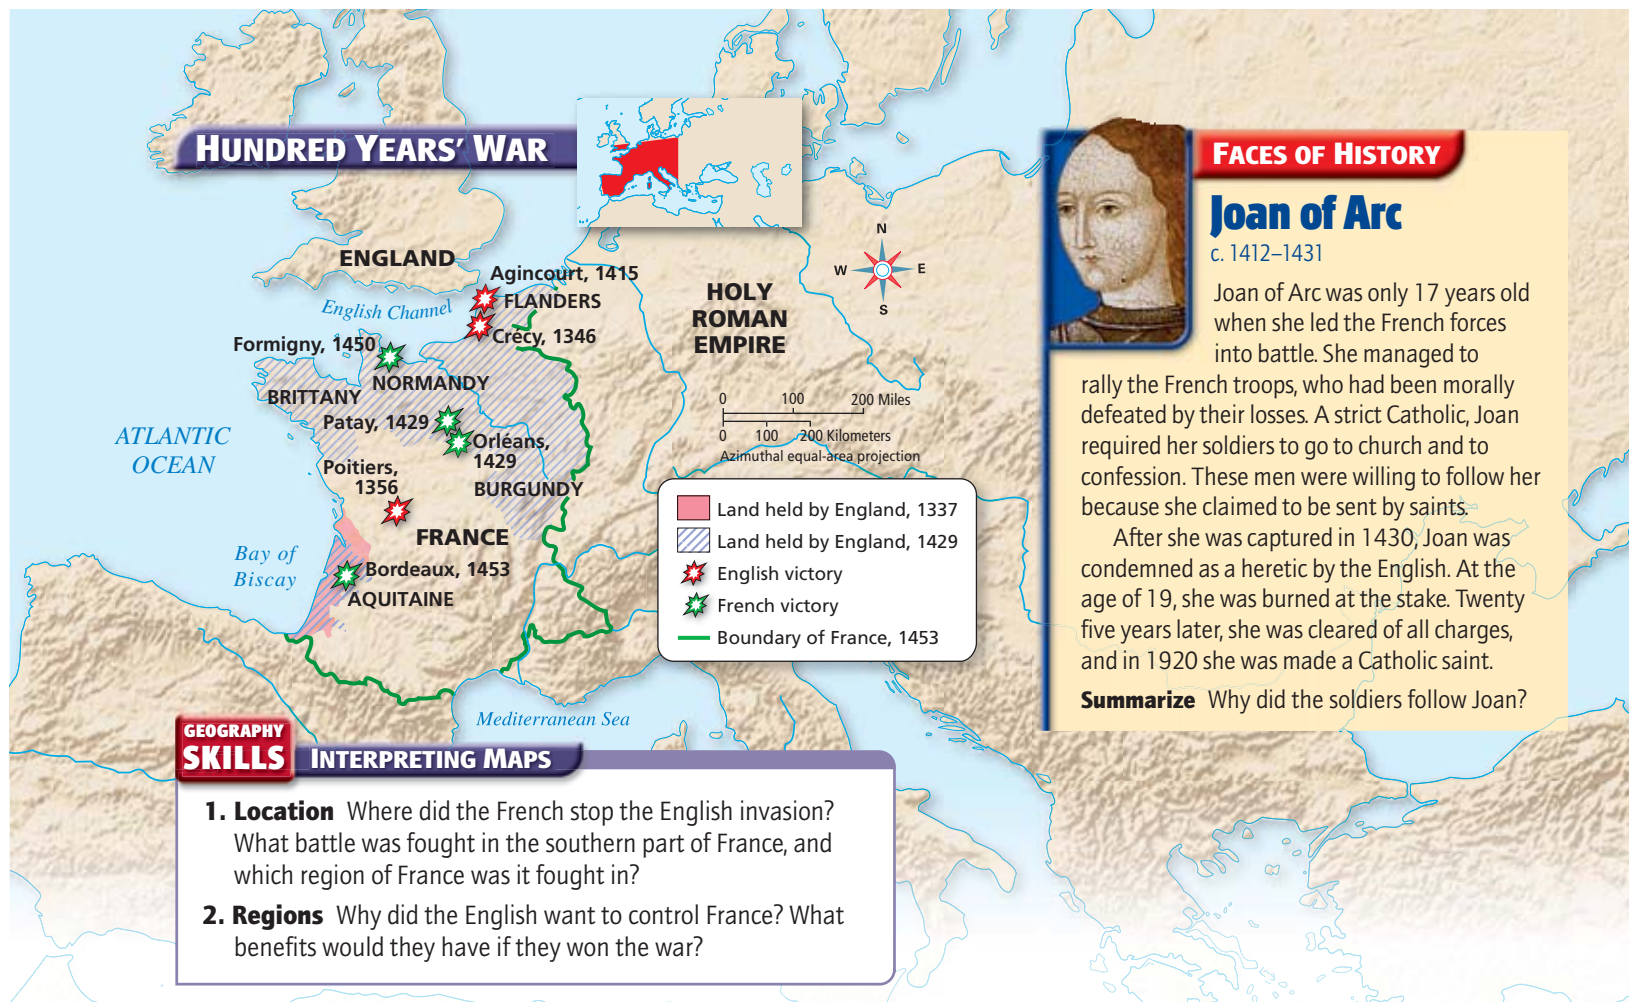 HUNDRED YEARS' WAR
ENGLAND
English Channel
Agincourt, 1415
FLANDERS
Crécy, 1346
Formigny, 1450
NORMANDY
BRITTANY
Patay, 1429
Orléans,
1429
ATLANTIC
OCEAN
Poitiers,
1356
BURGUNDY
FRANCE
Bay of
Biscay
Bordeaux, 1453
AQUITAINE
Mediterranean Sea
HOLY
ROMAN
EMPIRE
N
W
E
S
0 100 200 Miles
0 100 200 Kilometers
Azimuthal equal-area projection
Land held by England, 1337
Land held by England, 1429
English victory
French victory
Boundary of France, 1453
FACES OF HISTORY
Joan of Arc
c. 1412–1431
Joan of Arc was only 17 years old
when she led the French forces
into battle. She managed to
rally the French troops, who had been morally
defeated by their losses. A strict Catholic, Joan
required her soldiers to go to church and to
confession. These men were willing to follow her
because she claimed to be sent by saints.
After she was captured in 1430, Joan was
condemned as a heretic by the English. At the
age of 19, she was burned at the stake. Twenty
five years later, she was cleared of all charges,
and in 1920 she was made a Catholic saint.
Summarize Why did the soldiers follow Joan?
GEOGRAPHY
SKILLS
INTERPRETING MAPS
1. Location Where did the French stop the English invasion?
What battle was fought in the southern part of France, and
which region of France was it fought in?
2. Regions Why did the English want to control France? What
benefits would they have if they won the war?